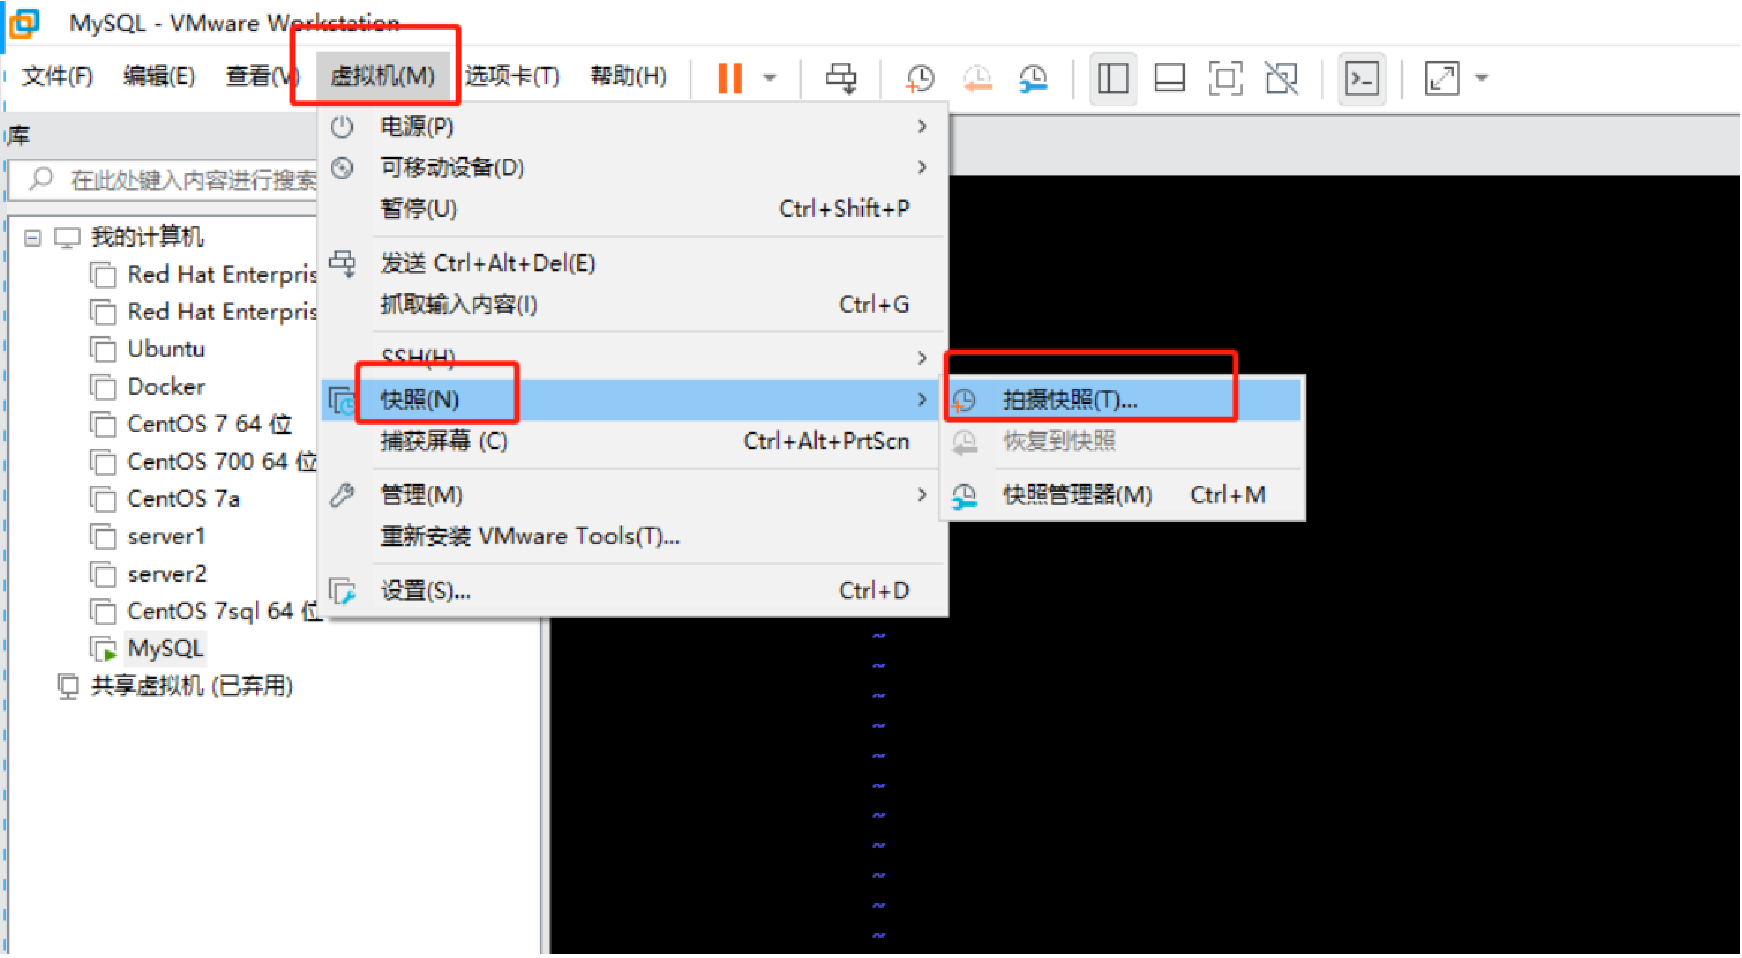 MySQL - VMware Workstation
文件(F) 编辑(E) 查看(V) 虚拟机(M) 选项卡(T) 帮助(H)
库
在此处键入内容进行搜索
我的计算机
Red Hat Enterpris
Red Hat Enterpris
Ubuntu
Docker
CentOS 7 64 位
CentOS 700 64 位
CentOS 7a
server1
server2
CentOS 7sql 64 位
MySQL
共享虚拟机 (已弃用)
电源(P)
可移动设备(D)
暂停(U) Ctrl+Shift+P
发送 Ctrl+Alt+Del(E)
抓取输入内容(I) Ctrl+G
SSH(H)
快照(N)
捕获屏幕 (C) Ctrl+Alt+PrtScn
管理(M)
重新安装 VMware Tools(T)...
设置(S)... Ctrl+D
拍摄快照(T)...
恢复到快照
快照管理器(M) Ctrl+M
~
~
~
~
~
~
~
~
~
~
~